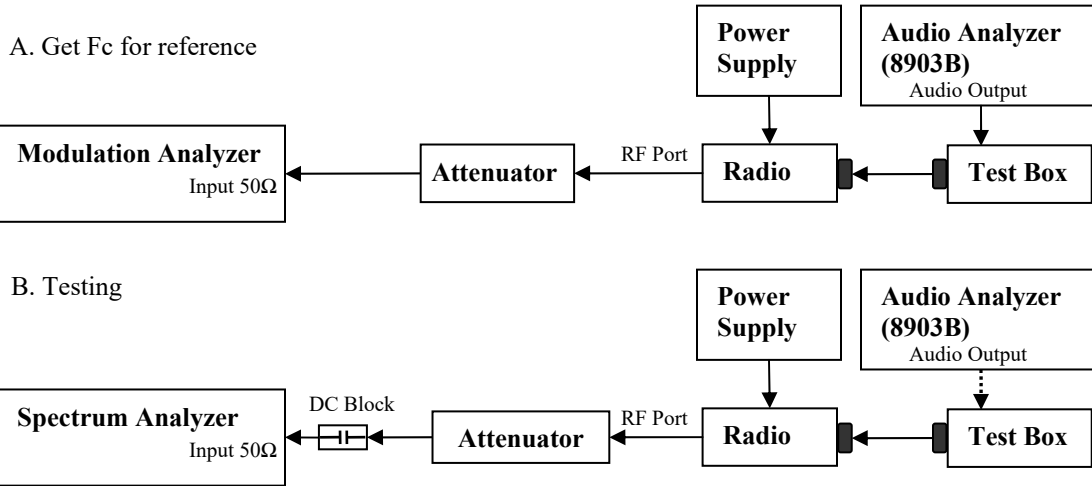 A. Get Fc for reference
Power
Supply
Audio Analyzer
(8903B)
Audio Output
Modulation Analyzer
Input 50Ω
Attenuator
RF Port
Radio
Test Box
B. Testing
Power
Supply
Audio Analyzer
(8903B)
Audio Output
Spectrum Analyzer
Input 50Ω
DC Block
Attenuator
RF Port
Radio
Test Box